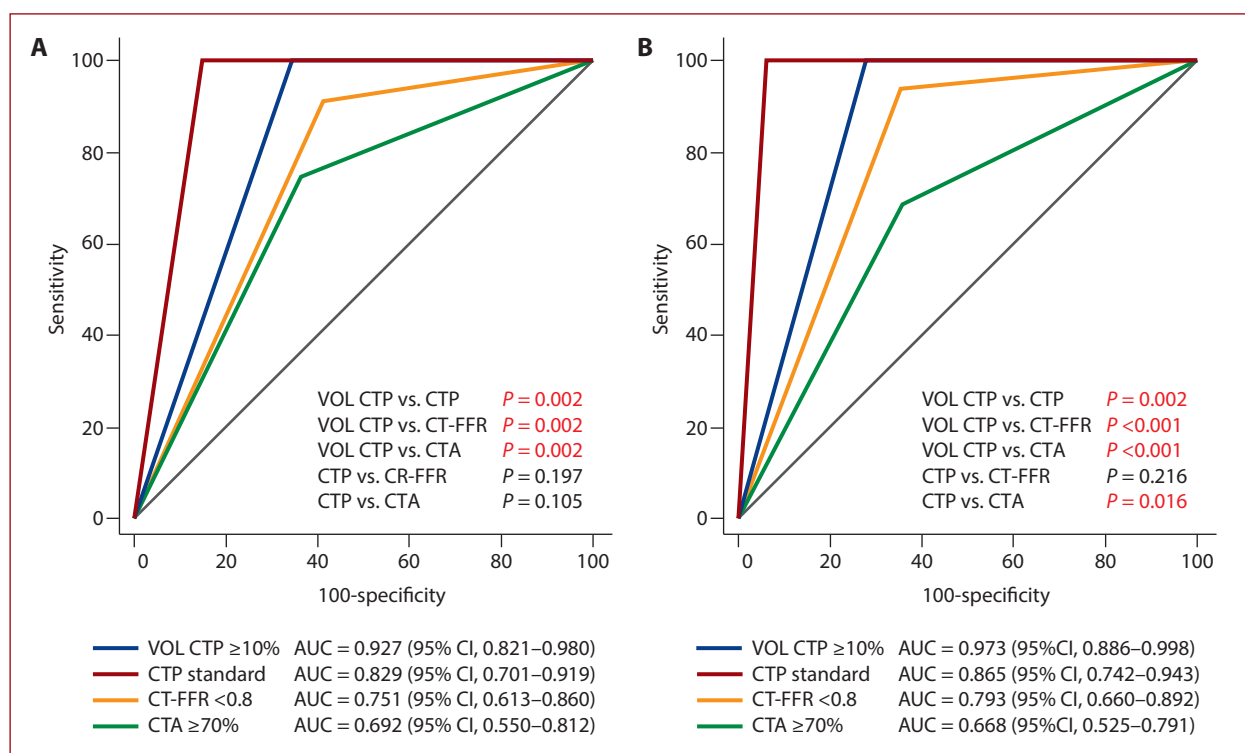 A
100
80
60
40
20
0
Sensitivity
VOL CTP vs. CTP P = 0.002
VOL CTP vs. CT-FFR P = 0.002
VOL CTP vs. CTA P = 0.002
CTP vs. CR-FFR P = 0.197
CTP vs. CTA P = 0.105
0 20 40 60 80 100
100-specificity
VOL CTP ≥10% AUC = 0.927 (95% CI, 0.821–0.980)
CTP standard AUC = 0.829 (95% CI, 0.701–0.919)
CT-FFR <0.8 AUC = 0.751 (95% CI, 0.613–0.860)
CTA ≥70% AUC = 0.692 (95% CI, 0.550–0.812)
B
100
80
60
40
20
0
Sensitivity
VOL CTP vs. CTP P = 0.002
VOL CTP vs. CT-FFR P <0.001
VOL CTP vs. CTA P <0.001
CTP vs. CT-FFR P = 0.216
CTP vs. CTA P = 0.016
0 20 40 60 80 100
100-specificity
VOL CTP ≥10% AUC = 0.973 (95%CI, 0.886–0.998)
CTP standard AUC = 0.865 (95% CI, 0.742–0.943)
CT-FFR <0.8 AUC = 0.793 (95% CI, 0.660–0.892)
CTA ≥70% AUC = 0.668 (95%CI, 0.525–0.791)